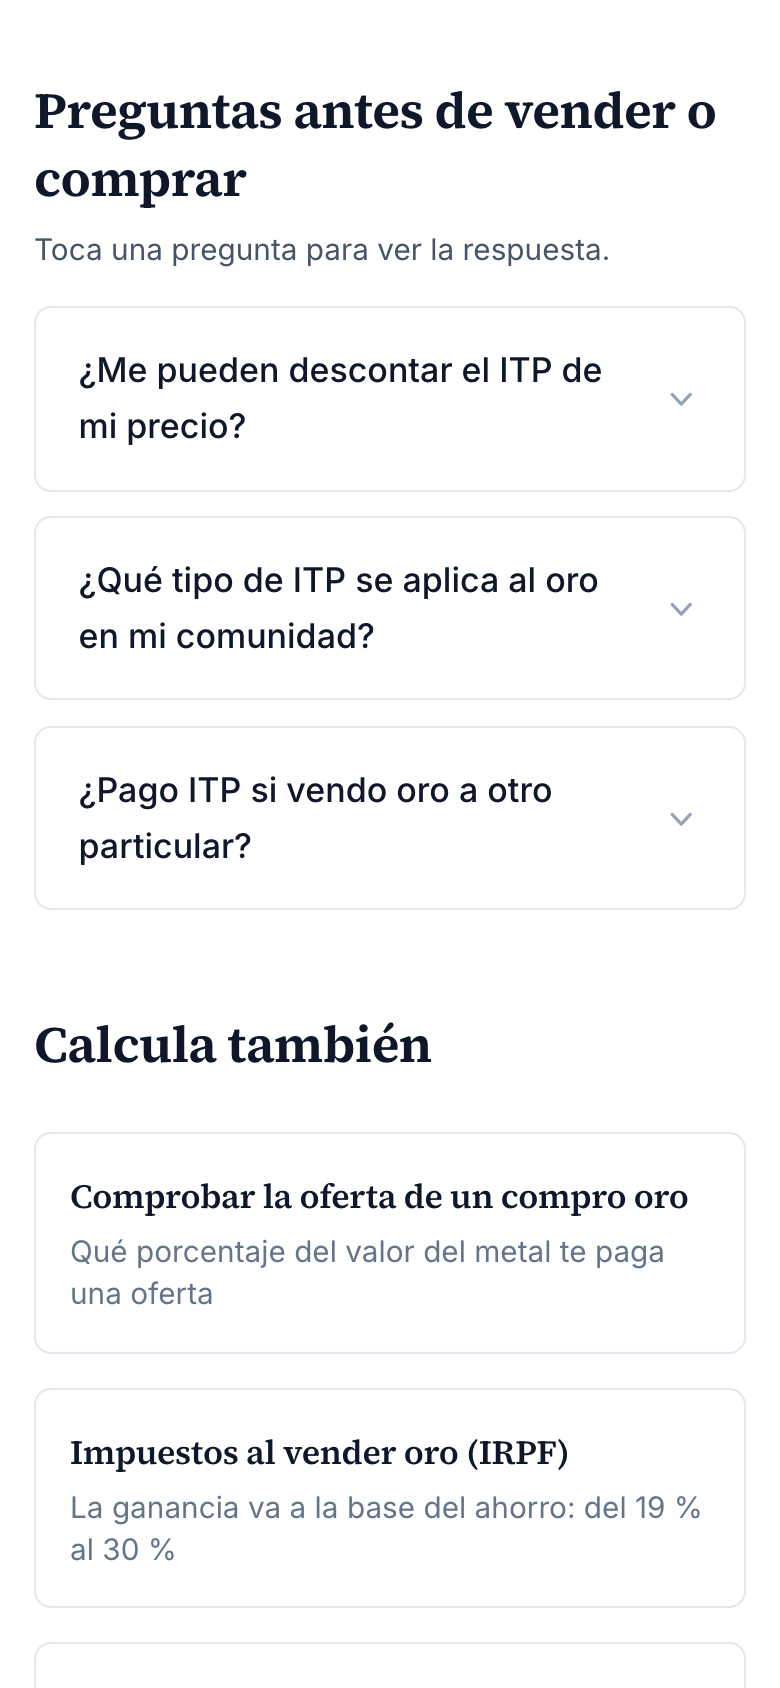 Preguntas antes de vender o
comprar
Toca una pregunta para ver la respuesta.
¿Me pueden descontar el ITP de
mi precio?
¿Qué tipo de ITP se aplica al oro
en mi comunidad?
¿Pago ITP si vendo oro a otro
particular?
Calcula también
Comprobar la oferta de un compro oro
Qué porcentaje del valor del metal te paga
una oferta
Impuestos al vender oro (IRPF)
La ganancia va a la base del ahorro: del 19 %
al 30 %